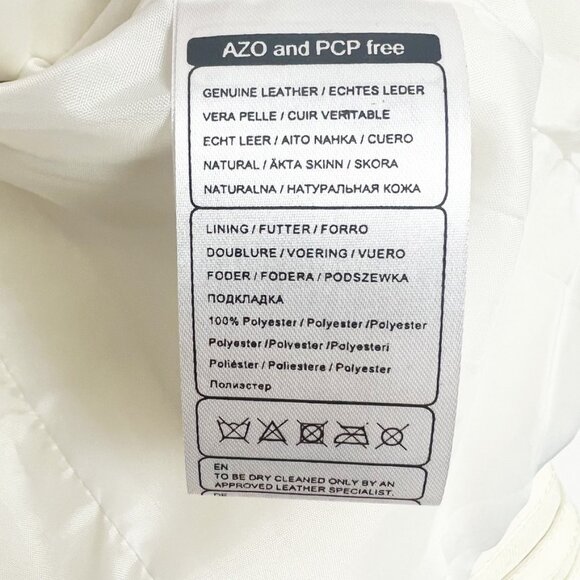 AZO and PCP free
GENUINE LEATHER / ECHTES LEDER
VERA PELLE / CUIR VERITABLE
ECHT LEER / AITO NAHKA / CUERO
NATURAL / ÄKTA SKINN / SKORA
NATURALNA / НАТУРАЛЬНАЯ КОЖА
LINING / FUTTER / FORRO
DOUBLURE / VOERING / VUERO
FODER / FODERA / PODSZEWKA
ПОДКЛАДКА
100% Polyester / Polyester /Polyester
Polyester /Polyester /Polyesteri
Poliéster / Poliestere / Polyester
Полиэстер
EN
TO BE DRY CLEANED ONLY BY AN
APPROVED LEATHER SPECIALIST.